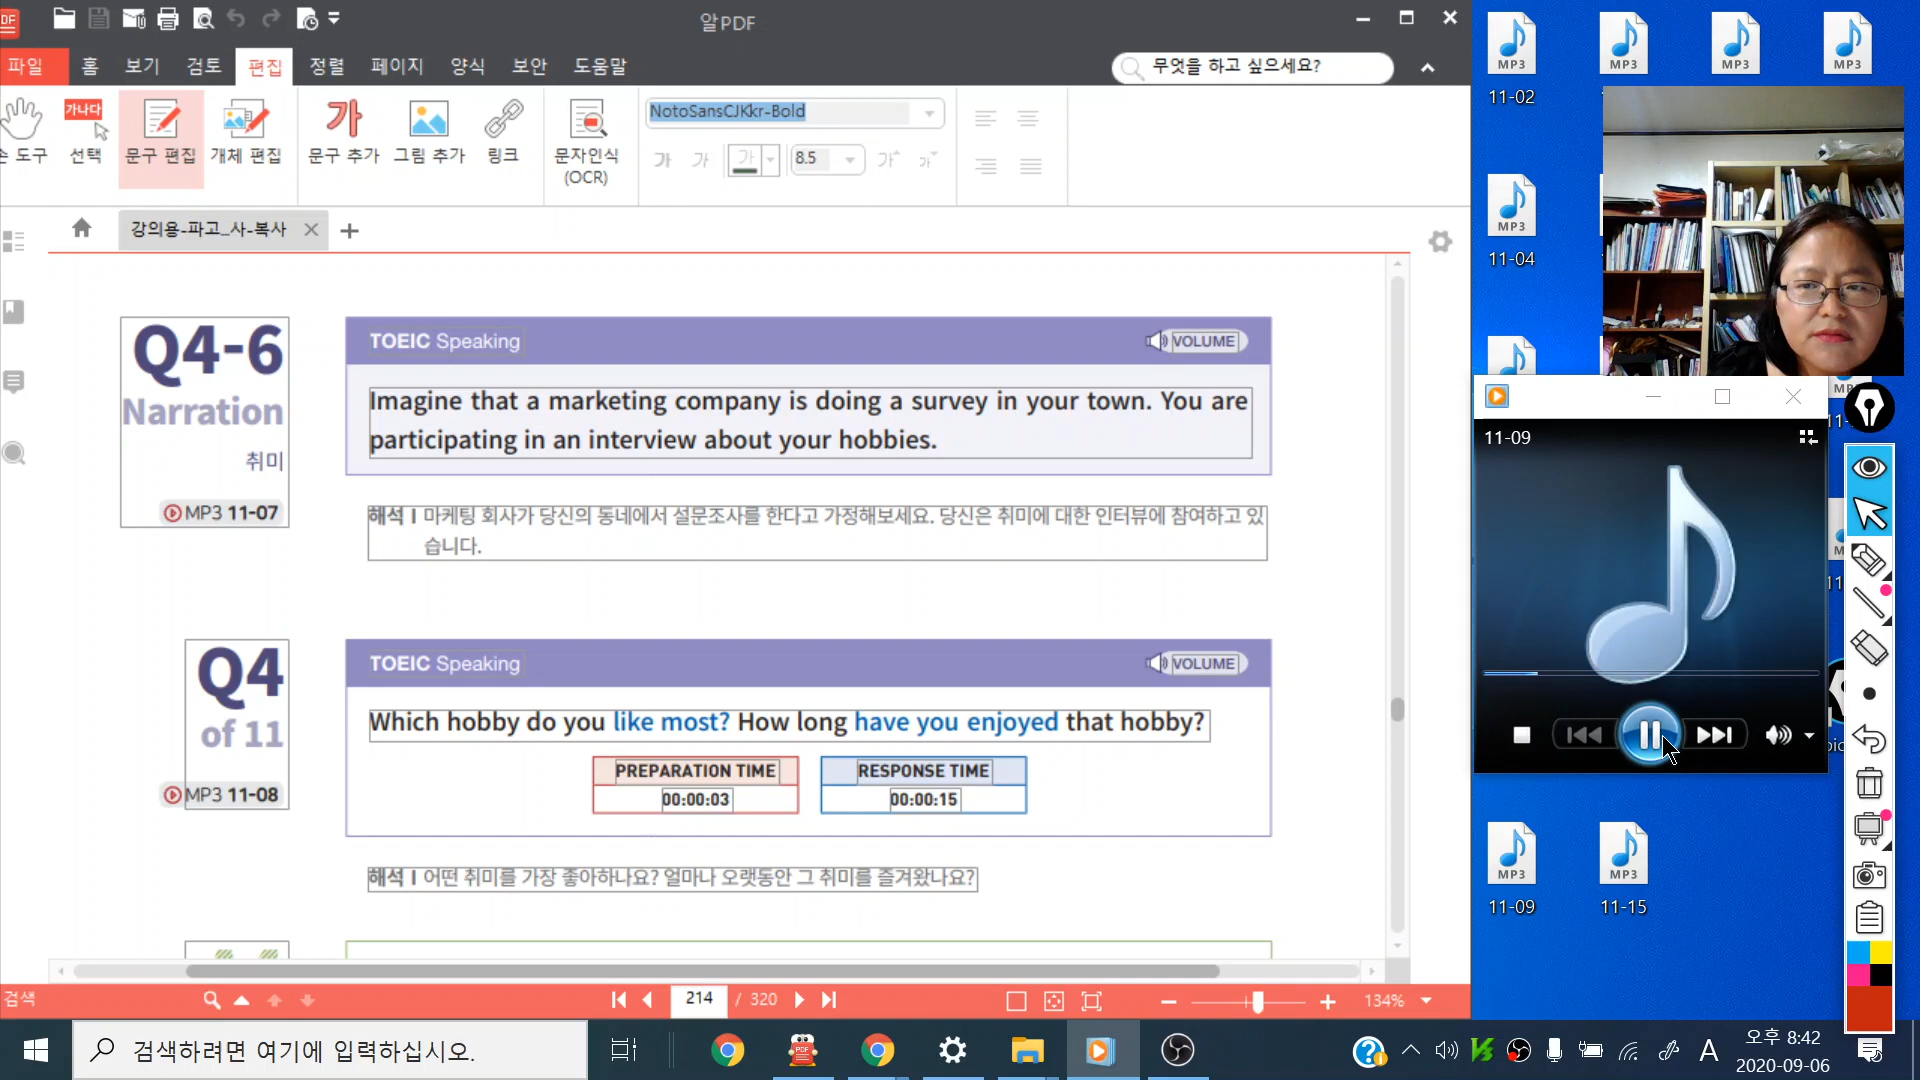 알PDF
파일 홈 보기 검토 편집 정렬 페이지 양식 보안 도움말
무엇을 하고 싶으세요?
가나다
도구 선택 문구 편집 개체 편집 문구 추가 그림 추가 링크 문자인식
(OCR)
NotoSansCJKkr-Bold
8.5
강의용-파고_사-복사
Q4-6
Narration
취미
MP3 11-07
TOEIC Speaking
VOLUME
Imagine that a marketing company is doing a survey in your town. You are
participating in an interview about your hobbies.
해석 I 마케팅 회사가 당신의 동네에서 설문조사를 한다고 가정해보세요. 당신은 취미에 대한 인터뷰에 참여하고 있
습니다.
Q4
of 11
MP3 11-08
TOEIC Speaking
VOLUME
Which hobby do you like most? How long have you enjoyed that hobby?
PREPARATION TIME
00:00:03
RESPONSE TIME
00:00:15
해석 I 어떤 취미를 가장 좋아하나요? 얼마나 오랫동안 그 취미를 즐겨왔나요?
검색
214 / 320
134%
MP3
11-02
MP3
MP3
MP3
MP3
11-04
11-09
MP3
11-09
MP3
11-15
검색하려면 여기에 입력하십시오.
PDF
A
오후 8:42
2020-09-06